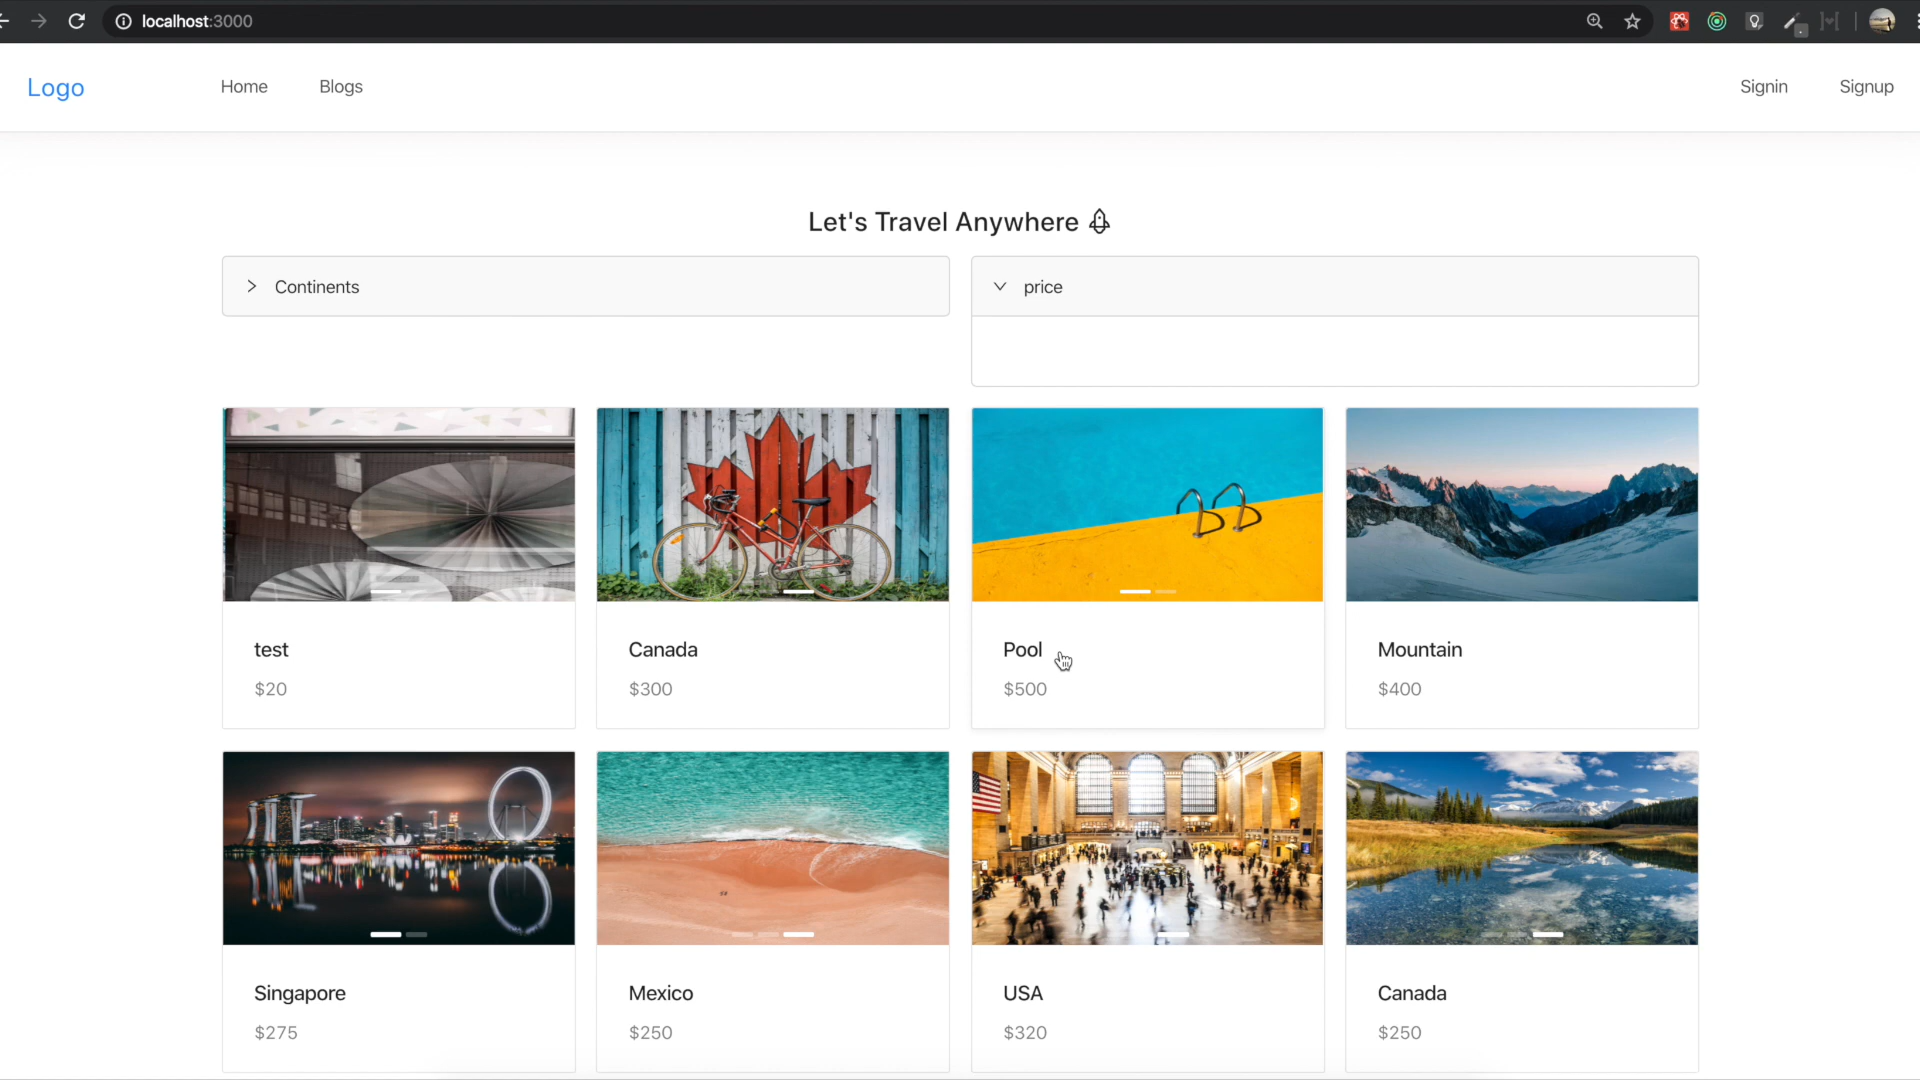 localhost:3000
Logo Home Blogs Signin Signup
Let's Travel Anywhere
Continents price
test Canada Pool Mountain
$20 $300 $500 $400
Singapore Mexico USA Canada
$275 $250 $320 $250